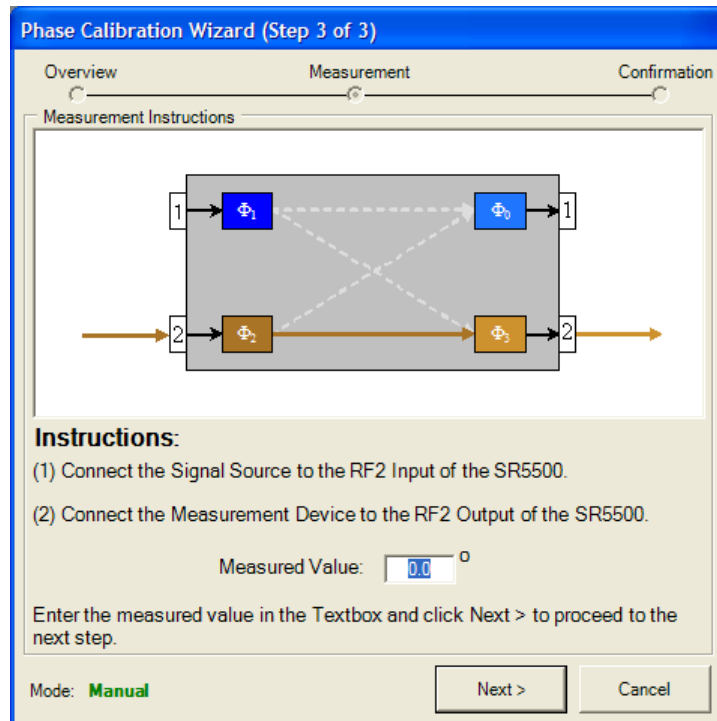 Phase Calibration Wizard (Step 3 of 3)
Overview Measurement Confirmation
Measurement Instructions
1 Φ1 Φ0 1
2 Φ2 Φ3 2
Instructions:
(1) Connect the Signal Source to the RF2 Input of the SR5500.
(2) Connect the Measurement Device to the RF2 Output of the SR5500.
Measured Value: 0.0 o
Enter the measured value in the Textbox and click Next > to proceed to the
next step.
Mode: Manual Next > Cancel